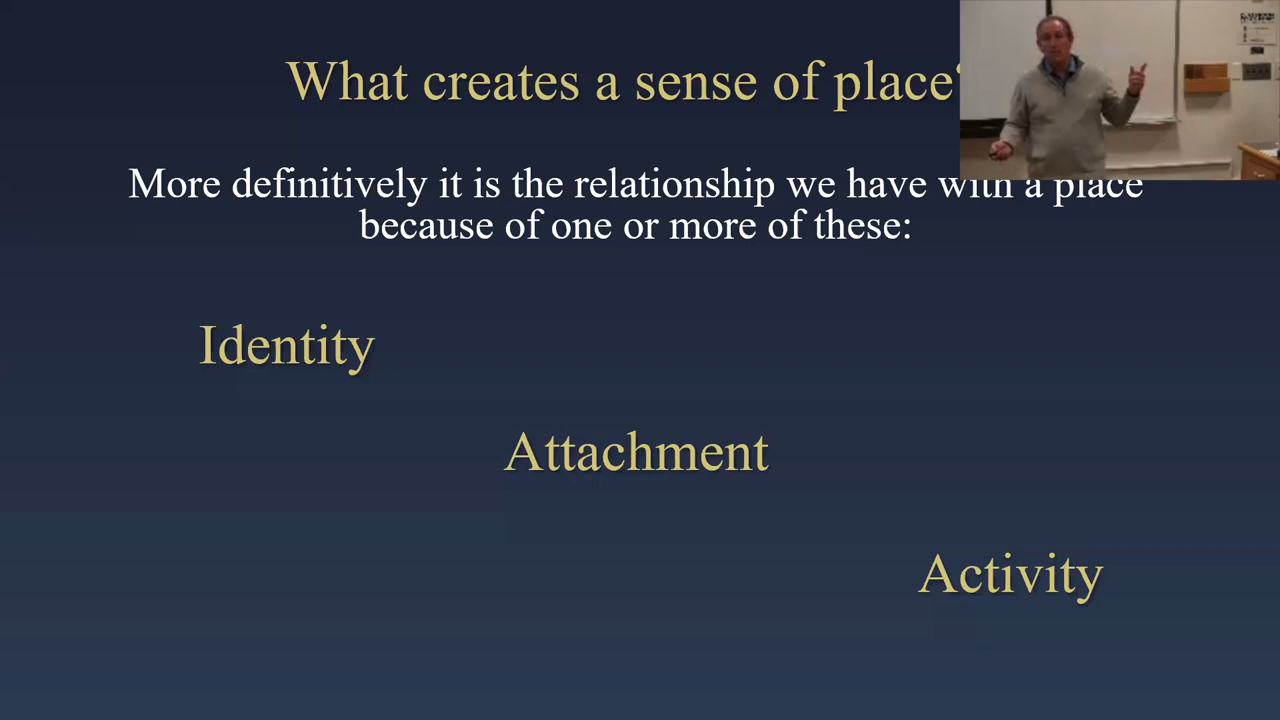 What creates a sense of place?
More definitively it is the relationship we have with a place
because of one or more of these:
Identity
Attachment
Activity